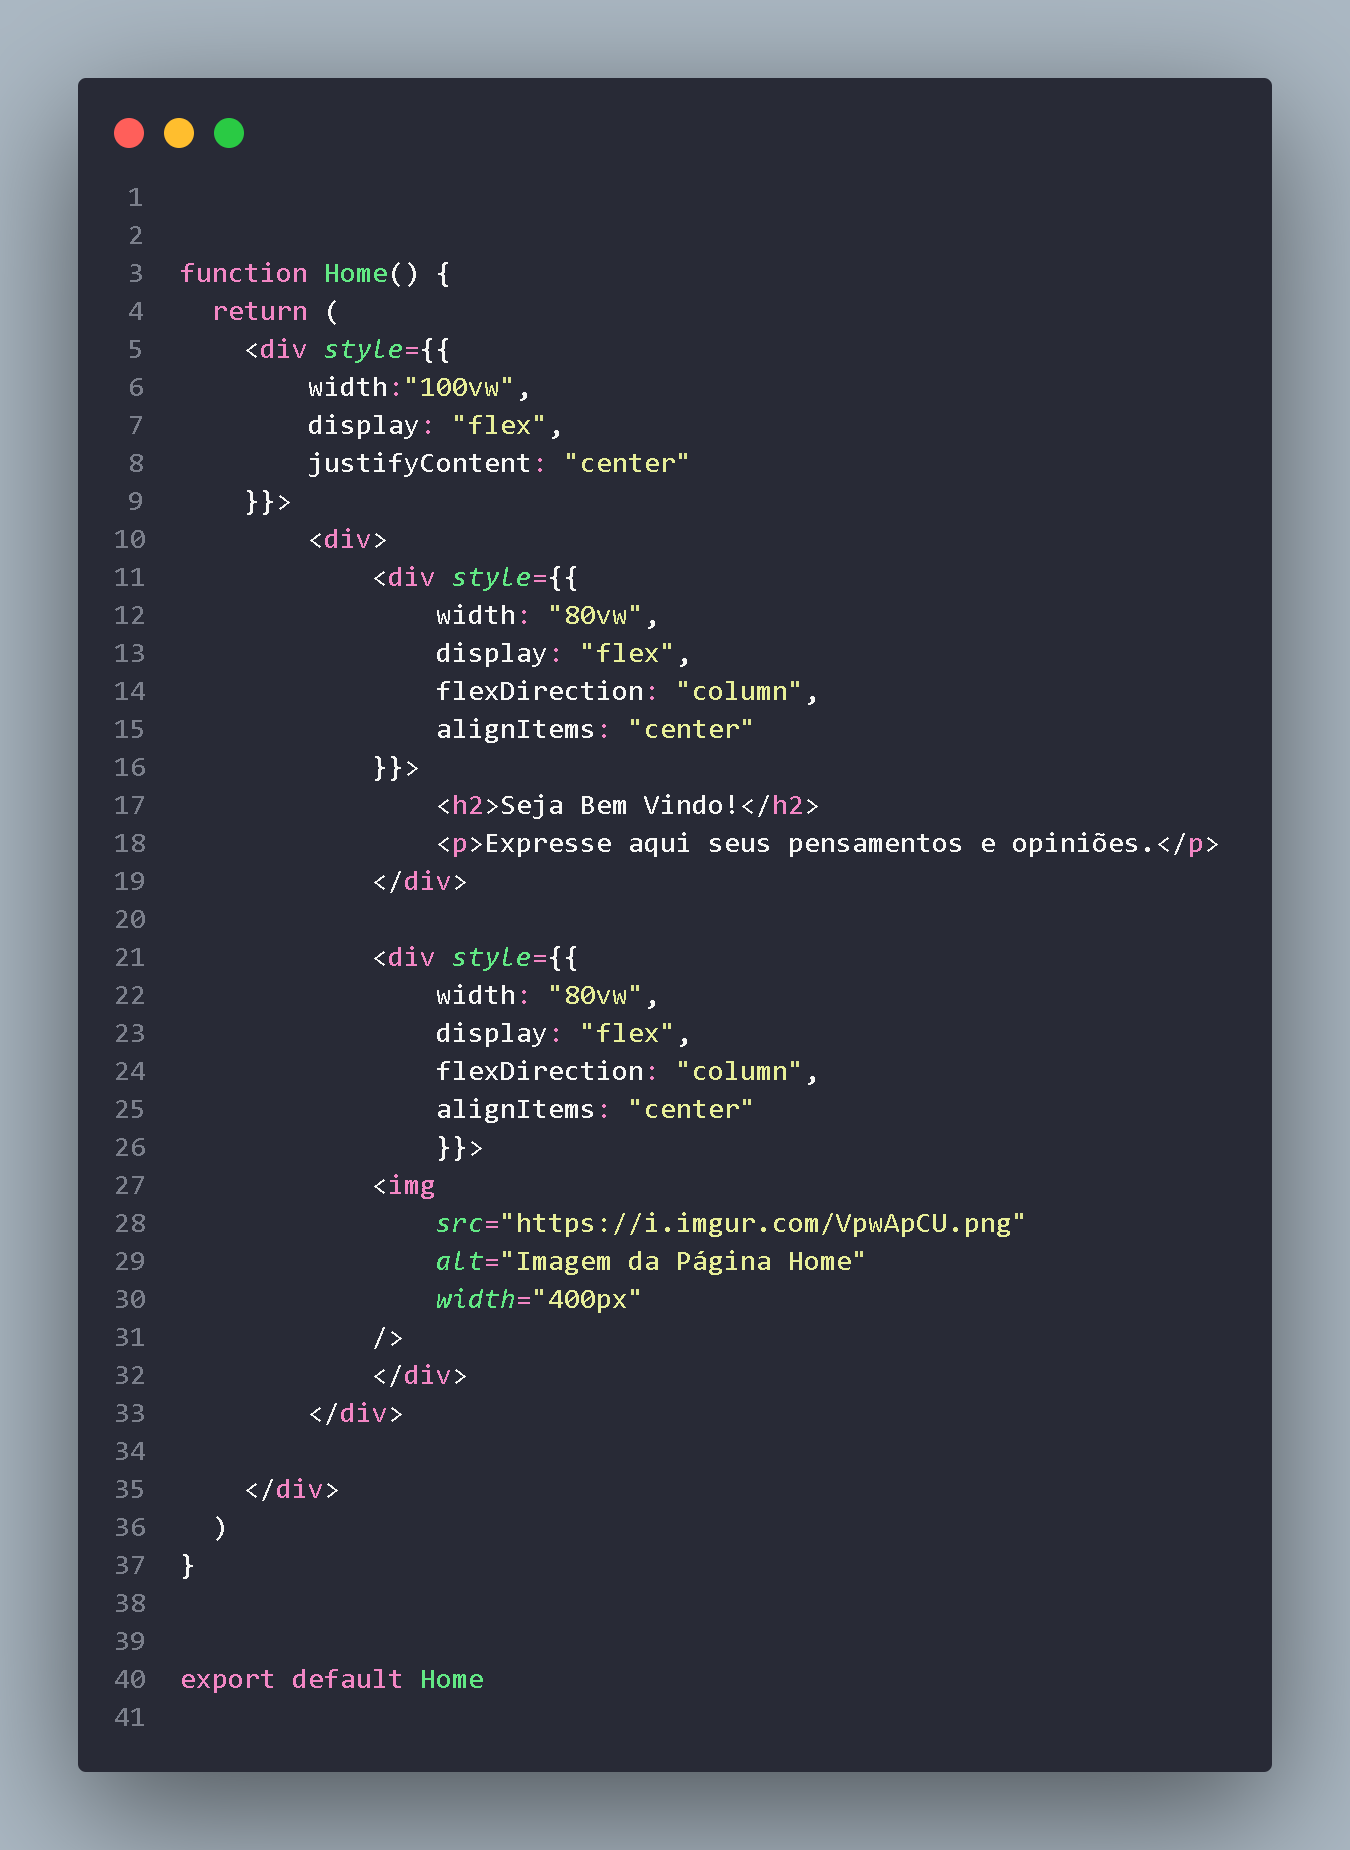 1
2
3 function Home() {
4   return (
5     <div style={{
6         width:"100vw",
7         display: "flex",
8         justifyContent: "center"
9     }}>
10         <div>
11             <div style={{
12                 width: "80vw",
13                 display: "flex",
14                 flexDirection: "column",
15                 alignItems: "center"
16             }}>
17                 <h2>Seja Bem Vindo!</h2>
18                 <p>Expresse aqui seus pensamentos e opiniões.</p>
19             </div>
20
21             <div style={{
22                 width: "80vw",
23                 display: "flex",
24                 flexDirection: "column",
25                 alignItems: "center"
26                 }}>
27             <img
28                 src="https://i.imgur.com/VpwApCU.png"
29                 alt="Imagem da Página Home"
30                 width="400px"
31             />
32             </div>
33         </div>
34
35     </div>
36   )
37 }
38
39
40 export default Home
41